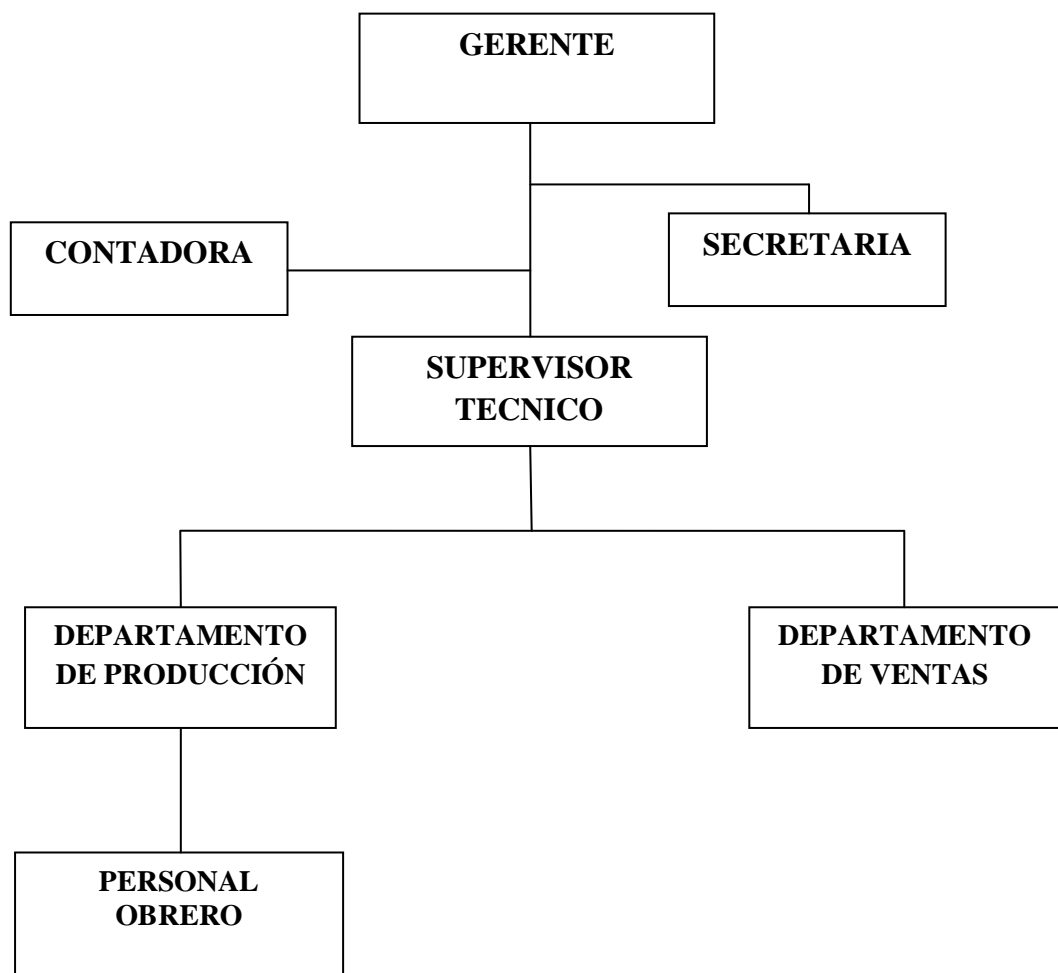 GERENTE
CONTADORA
SECRETARIA
SUPERVISOR
TECNICO
DEPARTAMENTO
DE PRODUCCIÓN
DEPARTAMENTO
DE VENTAS
PERSONAL
OBRERO